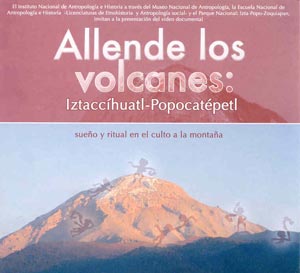 El Instituto Nacional de Antropología e Historia a través del Museo Nacional de Antropología, la Escuela Nacional de
Antropología e Historia -Licenciaturas de Etnohistoria y Antropología social- y el Parque Nacional: Izta-Popo-Zoquiapan,
invitan a la presentación del video documental
Allende los
volcanes:
Iztaccíhuatl-Popocatépetl
sueño y ritual en el culto a la montaña